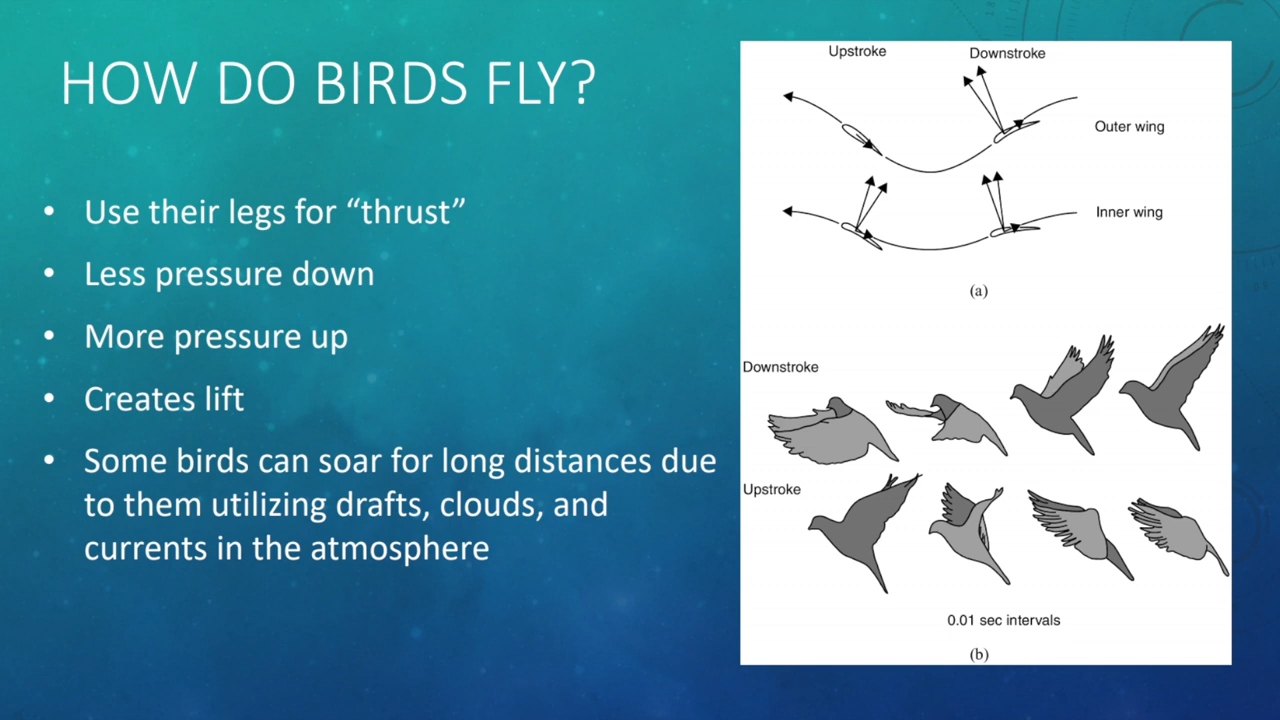 HOW DO BIRDS FLY?
• Use their legs for “thrust”
• Less pressure down
• More pressure up
• Creates lift
• Some birds can soar for long distances due
to them utilizing drafts, clouds, and
currents in the atmosphere
Upstroke
Downstroke
Outer wing
Inner wing
(a)
Downstroke
Upstroke
0.01 sec intervals
(b)